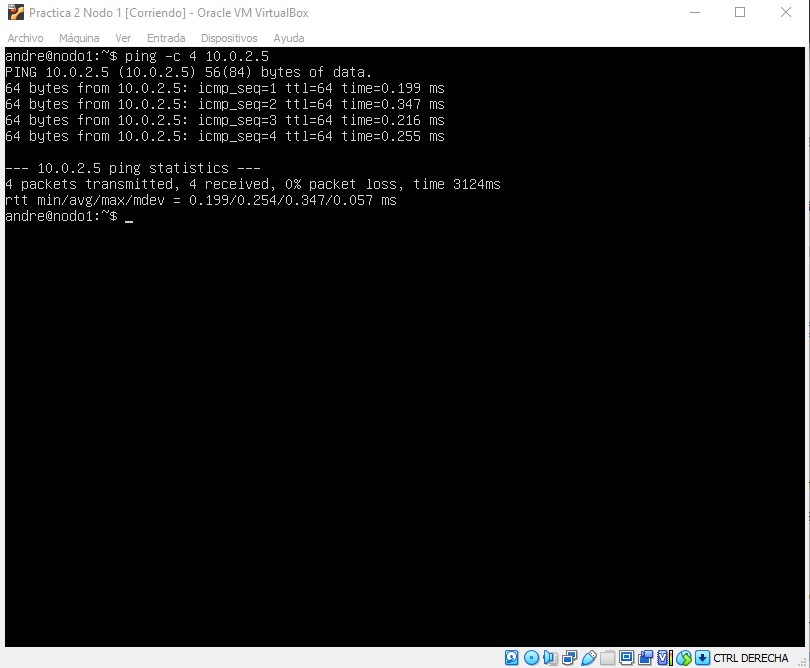 Practica 2 Nodo 1 [Corriendo] - Oracle VM VirtualBox
Archivo Máquina Ver Entrada Dispositivos Ayuda
andre@nodo1:~$ ping -c 4 10.0.2.5
PING 10.0.2.5 (10.0.2.5) 56(84) bytes of data.
64 bytes from 10.0.2.5: icmp_seq=1 ttl=64 time=0.199 ms
64 bytes from 10.0.2.5: icmp_seq=2 ttl=64 time=0.347 ms
64 bytes from 10.0.2.5: icmp_seq=3 ttl=64 time=0.216 ms
64 bytes from 10.0.2.5: icmp_seq=4 ttl=64 time=0.255 ms
--- 10.0.2.5 ping statistics ---
4 packets transmitted, 4 received, 0% packet loss, time 3124ms
rtt min/avg/max/mdev = 0.199/0.254/0.347/0.057 ms
andre@nodo1:~$ _
CTRL DERECHA